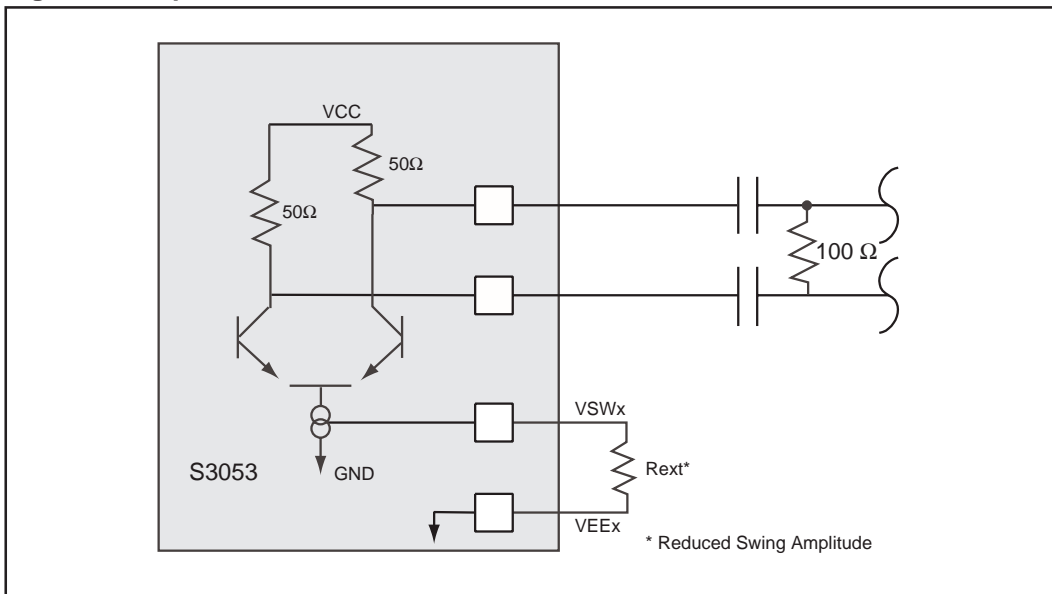 VCC
50Ω
50Ω
100 Ω
VSWx
Rext*
S3053
GND
VEEx
* Reduced Swing Amplitude